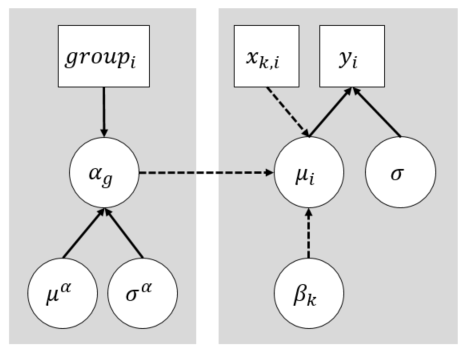 group_i
x_{k,i}
y_i
α_g
μ_i
σ
μ^α
σ^α
β_k